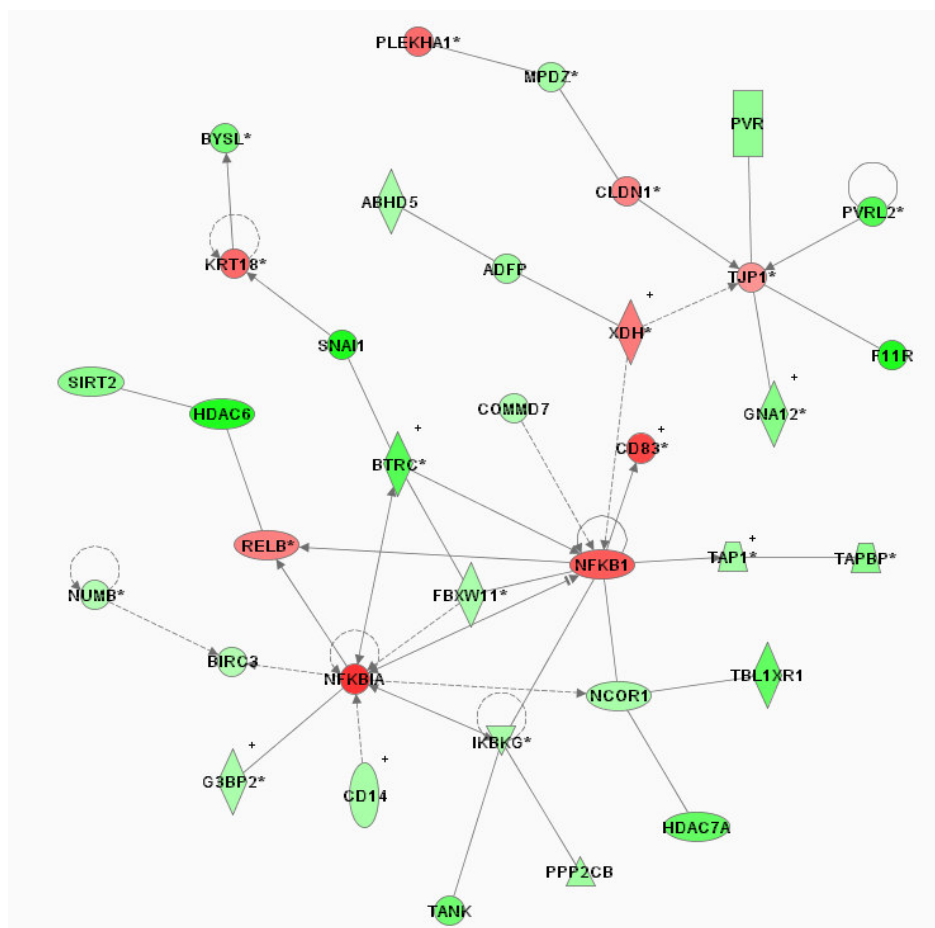 PLEKHA1*
MPDZ*
PVR
BYSL*
CLDN1*
ABHD5
PVRL2*
KRT18*
ADFP
TJP1*
+
XDH*
SNAI1
F11R
SIRT2
+
HDAC6
COMMD7
GNA12*
+
+
CD83*
BTRC*
RELB*
+
NFKB1
TAP1*
TAPBP*
NUMB*
FBXW11*
BIRC3
NFKBIA
TBL1XR1
NCOR1
+
IKBKG*
+
G3BP2*
CD14
HDAC7A
PPP2CB
TANK